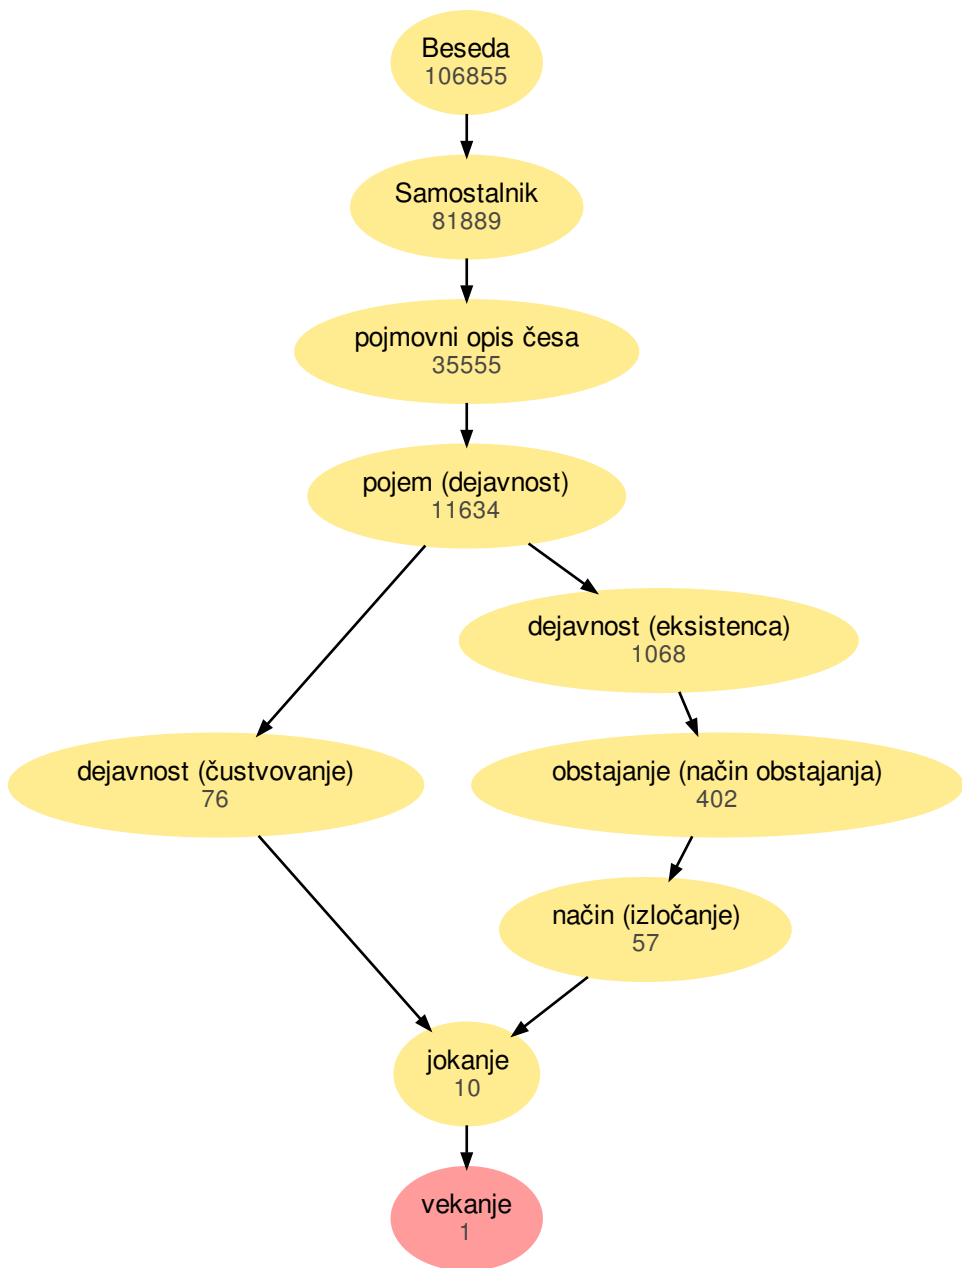 Beseda
106855
Samostalnik
81889
pojmovni opis česa
35555
pojem (dejavnost)
11634
dejavnost (eksistenca)
1068
dejavnost (čustvovanje)
76
obstajanje (način obstajanja)
402
način (izločanje)
57
jokanje
10
vekanje
1